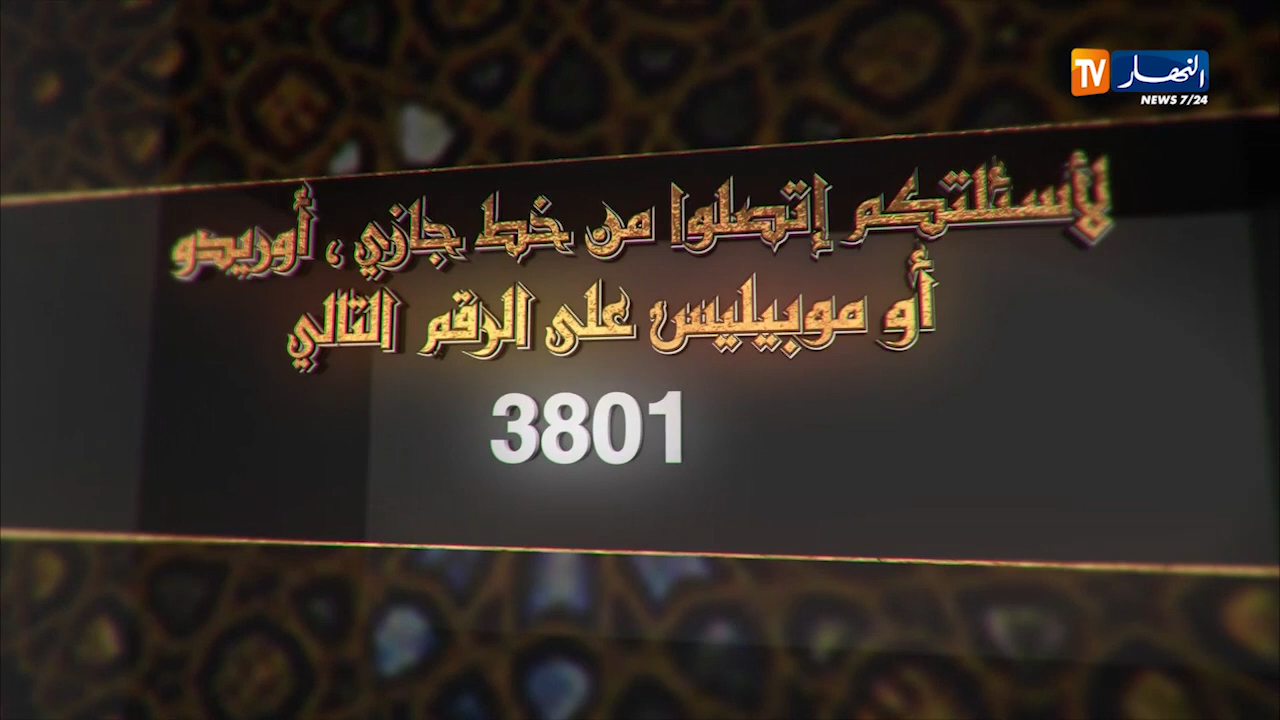 النهار TV
NEWS 7/24
لأسئلتكم إتصلوا من خط جازي ، أوريدو
أو موبيليس على الرقم التالي
3801